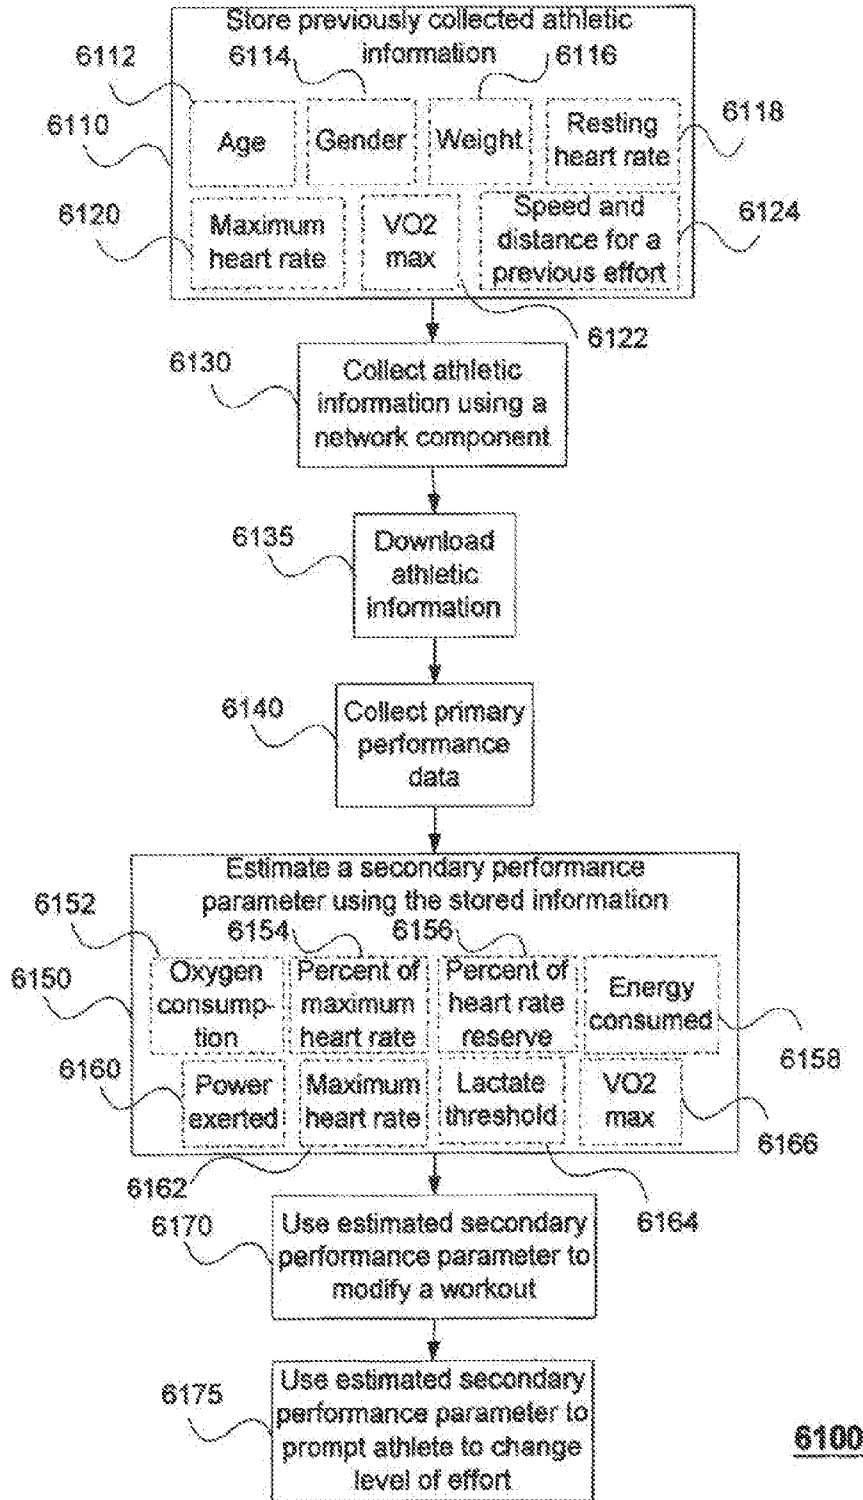 Store previously collected athletic
information
6112
6114
6116
6110
Age
Gender
Weight
Resting
heart rate
6118
6120
Maximum
heart rate
VO2
max
Speed and
distance for a
previous effort
6124
6122
6130
Collect athletic
information using a
network component
6135
Download
athletic
information
6140
Collect primary
performance
data
Estimate a secondary performance
parameter using the stored information
6152
6154
6156
6150
Oxygen
consump-
tion
Percent of
maximum
heart rate
Percent of
heart rate
reserve
Energy
consumed
6158
6160
Power
exerted
Maximum
heart rate
Lactate
threshold
VO2
max
6166
6162
6164
6170
Use estimated secondary
performance parameter to
modify a workout
6175
Use estimated secondary
performance parameter to
prompt athlete to change
level of effort
6100